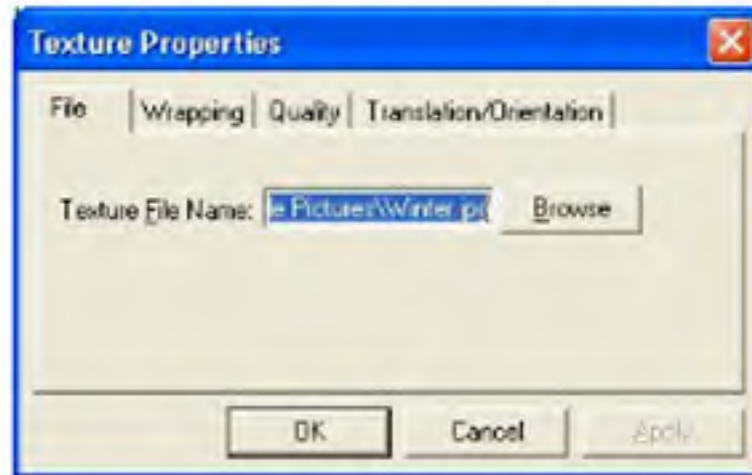 Texture Properties
File Wrapping Quality Translation/Orientation
Texture File Name: e Pictures\Winter.jp Browse
OK Cancel Apply